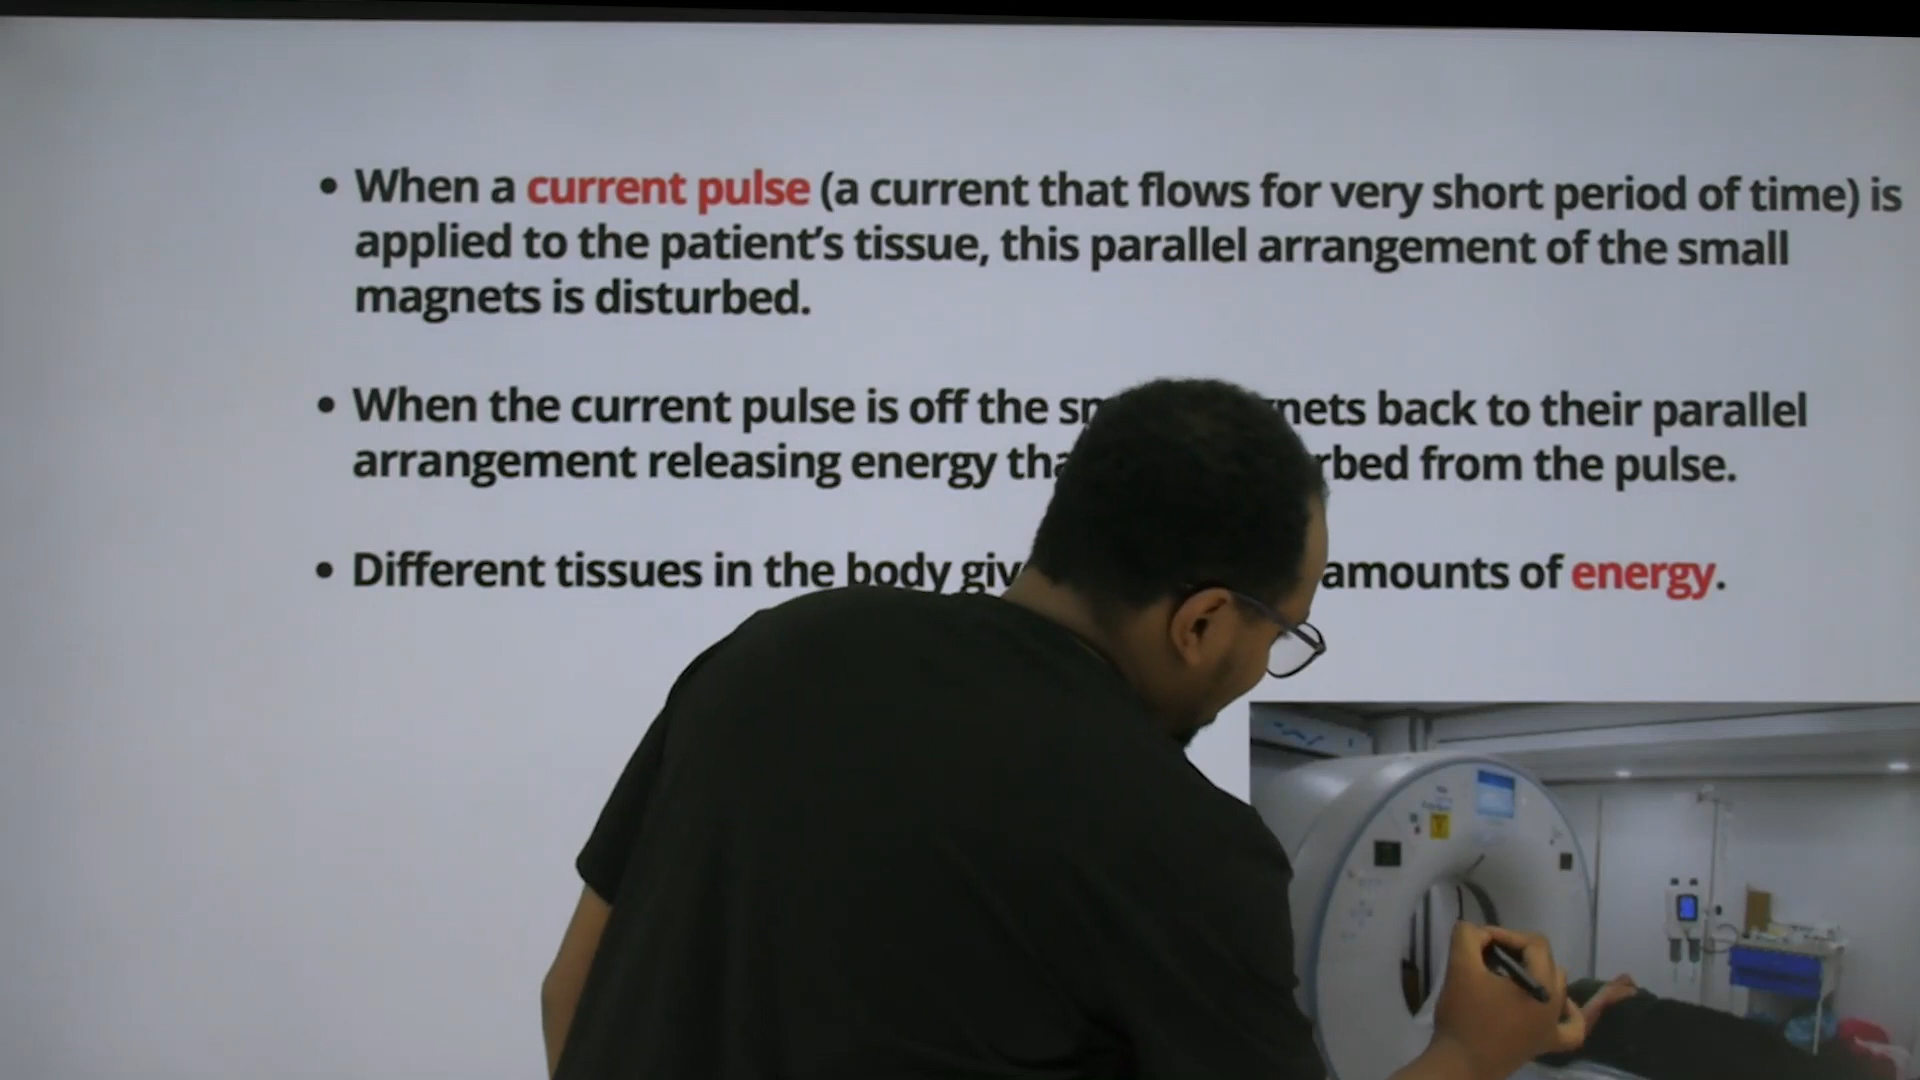 • When a current pulse (a current that flows for very short period of time) is
applied to the patient's tissue, this parallel arrangement of the small
magnets is disturbed.
• When the current pulse is off the back to their parallel
arrangement releasing energy from the pulse.
• Different tissues in the body amounts of energy.